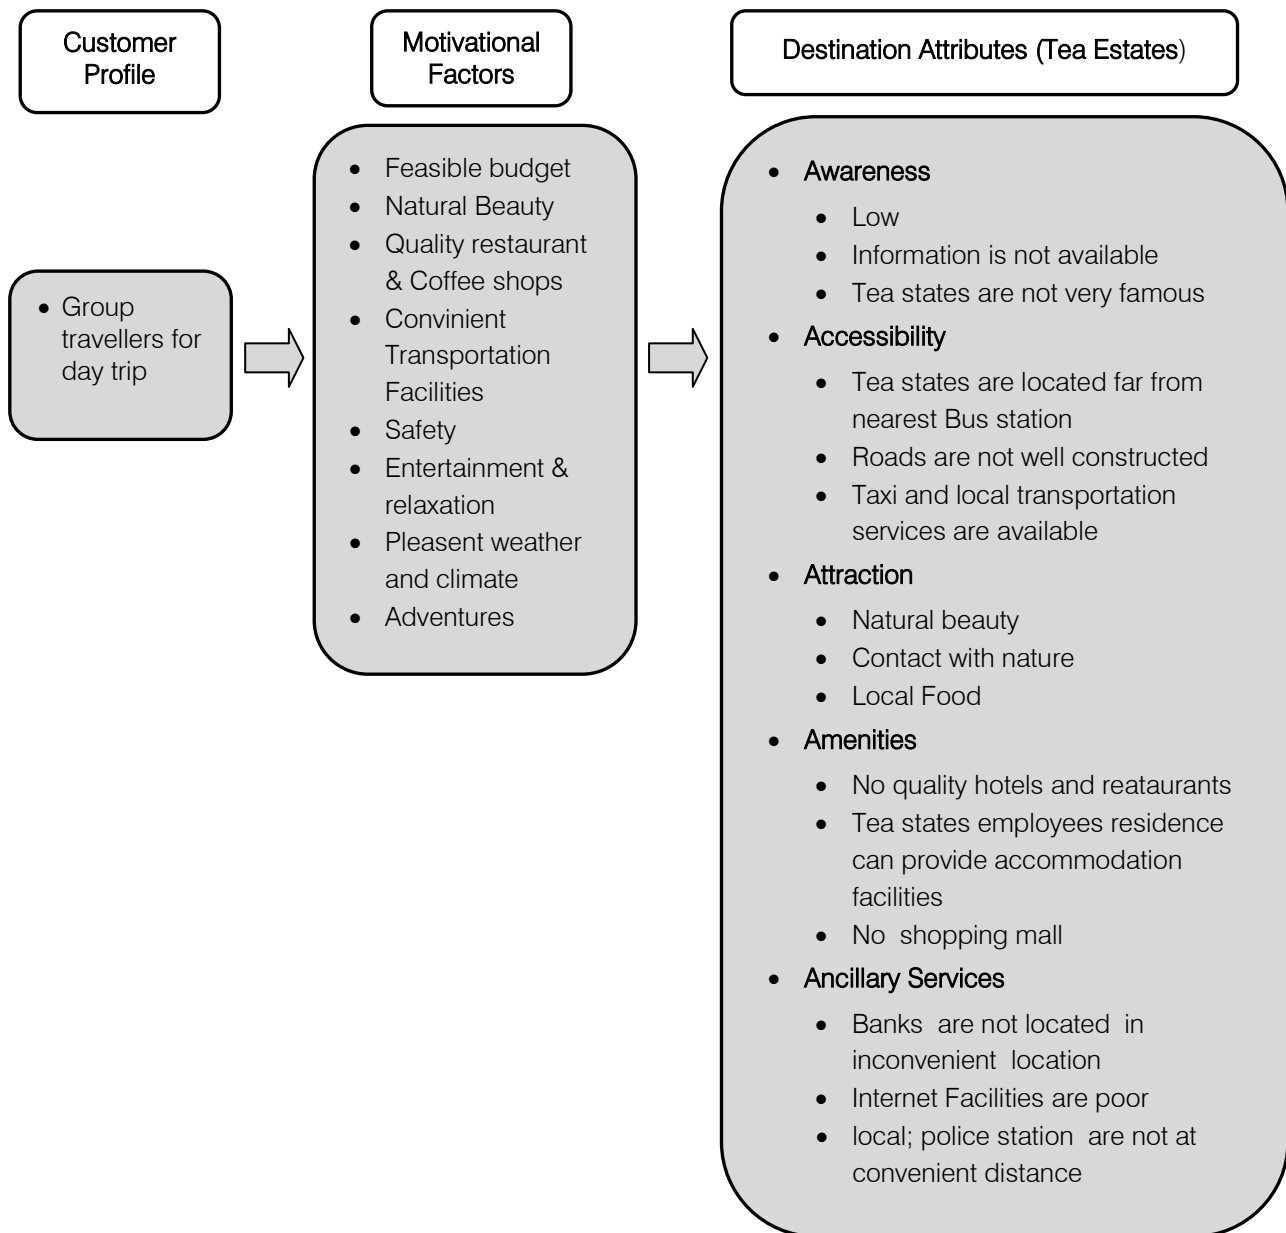 Customer
Profile
Motivational
Factors
Destination Attributes (Tea Estates)
• Group
travellers for
day trip
• Feasible budget
• Natural Beauty
• Quality restaurant
& Coffee shops
• Convinient
Transportation
Facilities
• Safety
• Entertainment &
relaxation
• Pleasent weather
and climate
• Adventures
• Awareness
• Low
• Information is not available
• Tea states are not very famous
• Accessibility
• Tea states are located far from
nearest Bus station
• Roads are not well constructed
• Taxi and local transportation
services are available
• Attraction
• Natural beauty
• Contact with nature
• Local Food
• Amenities
• No quality hotels and reataurants
• Tea states employees residence
can provide accommodation
facilities
• No shopping mall
• Ancillary Services
• Banks are not located in
inconvenient location
• Internet Facilities are poor
• local; police station are not at
convenient distance